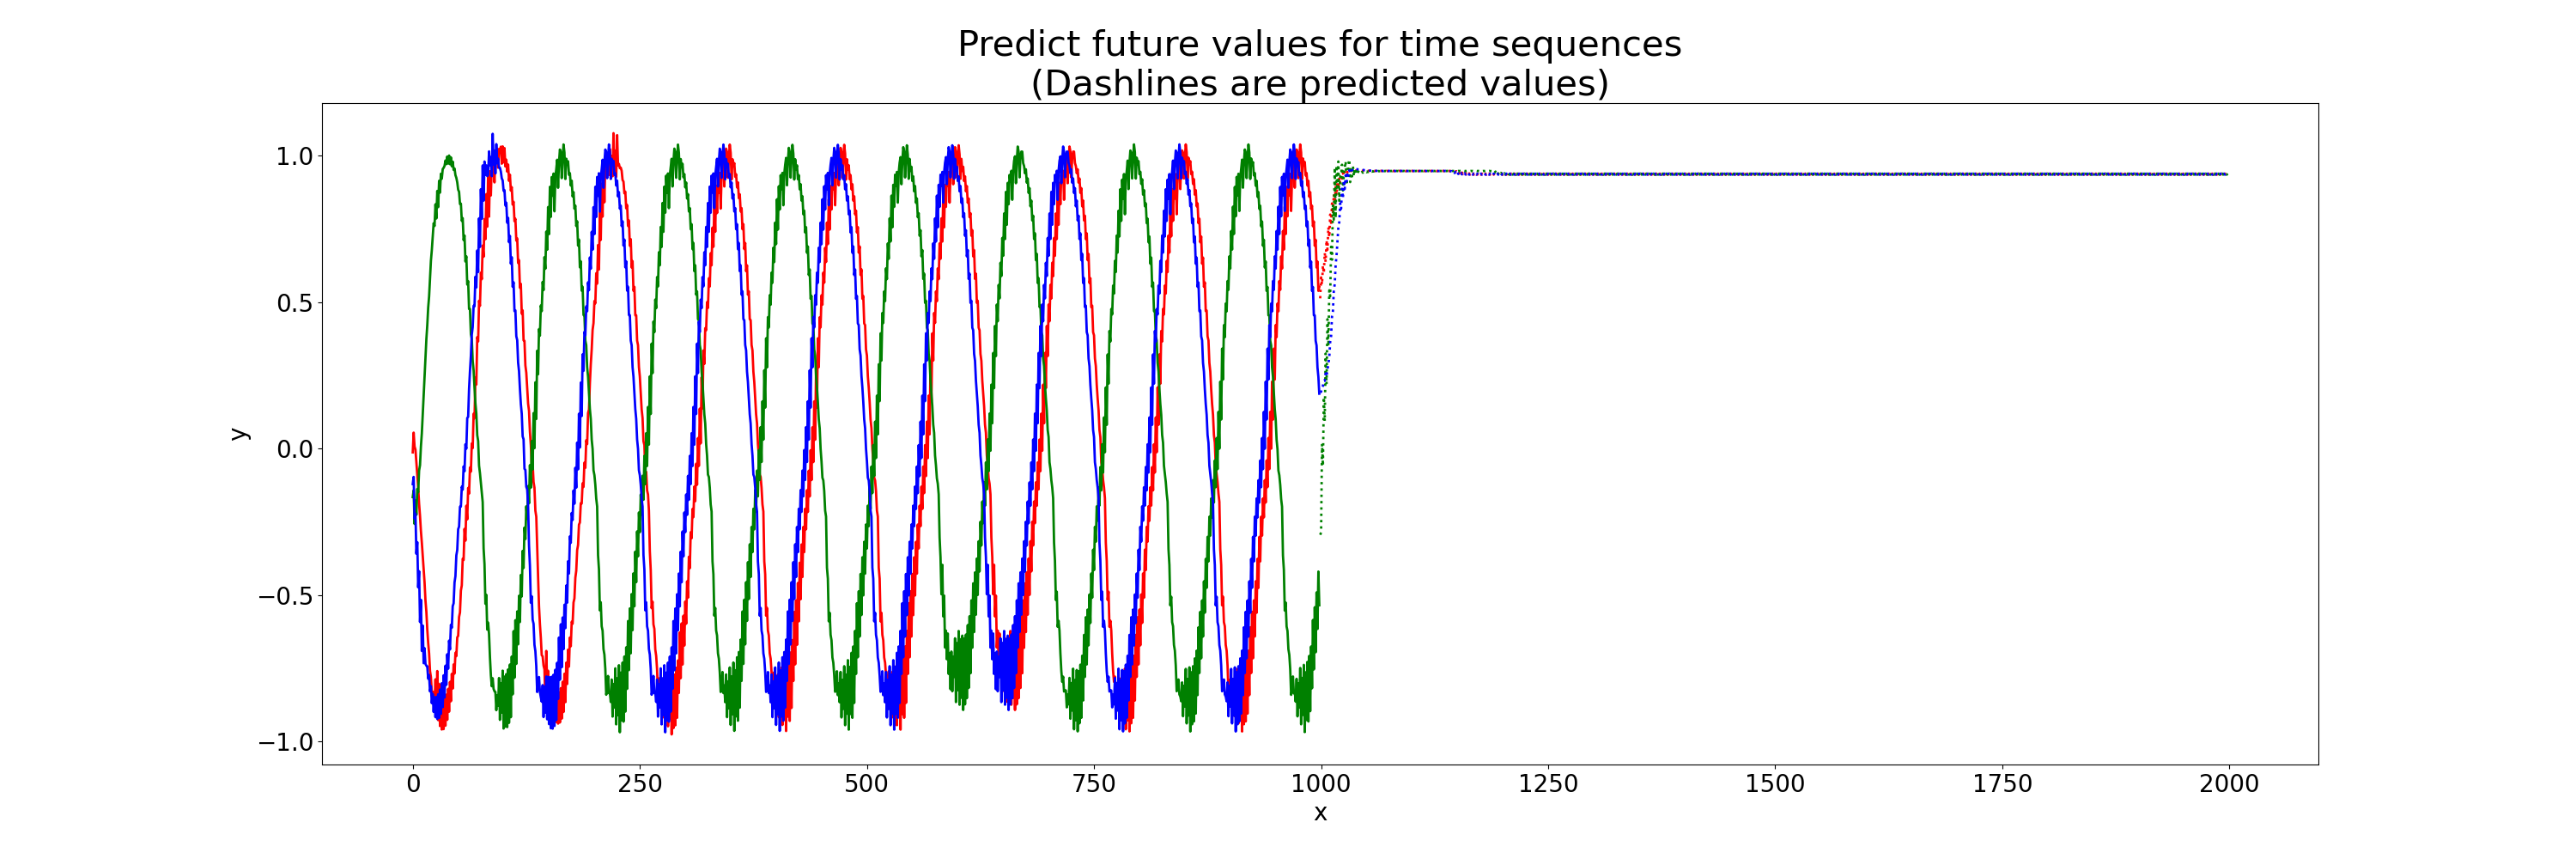 Predict future values for time sequences
(Dashlines are predicted values)
1.0
0.5
0.0
−0.5
−1.0
y
0 250 500 750 1000 1250 1500 1750 2000
x